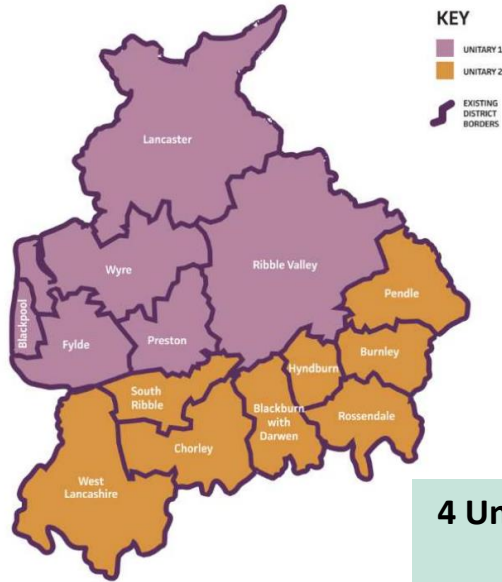 KEY
UNITARY 1
UNITARY 2
EXISTING
DISTRICT
BORDERS
Lancaster
Wyre
Ribble Valley
Pendle
Blackpool
Fylde
Preston
Burnley
Hyndburn
South
Ribble
Blackburn
with
Darwen
Rossendale
Chorley
West
Lancashire
4 Un